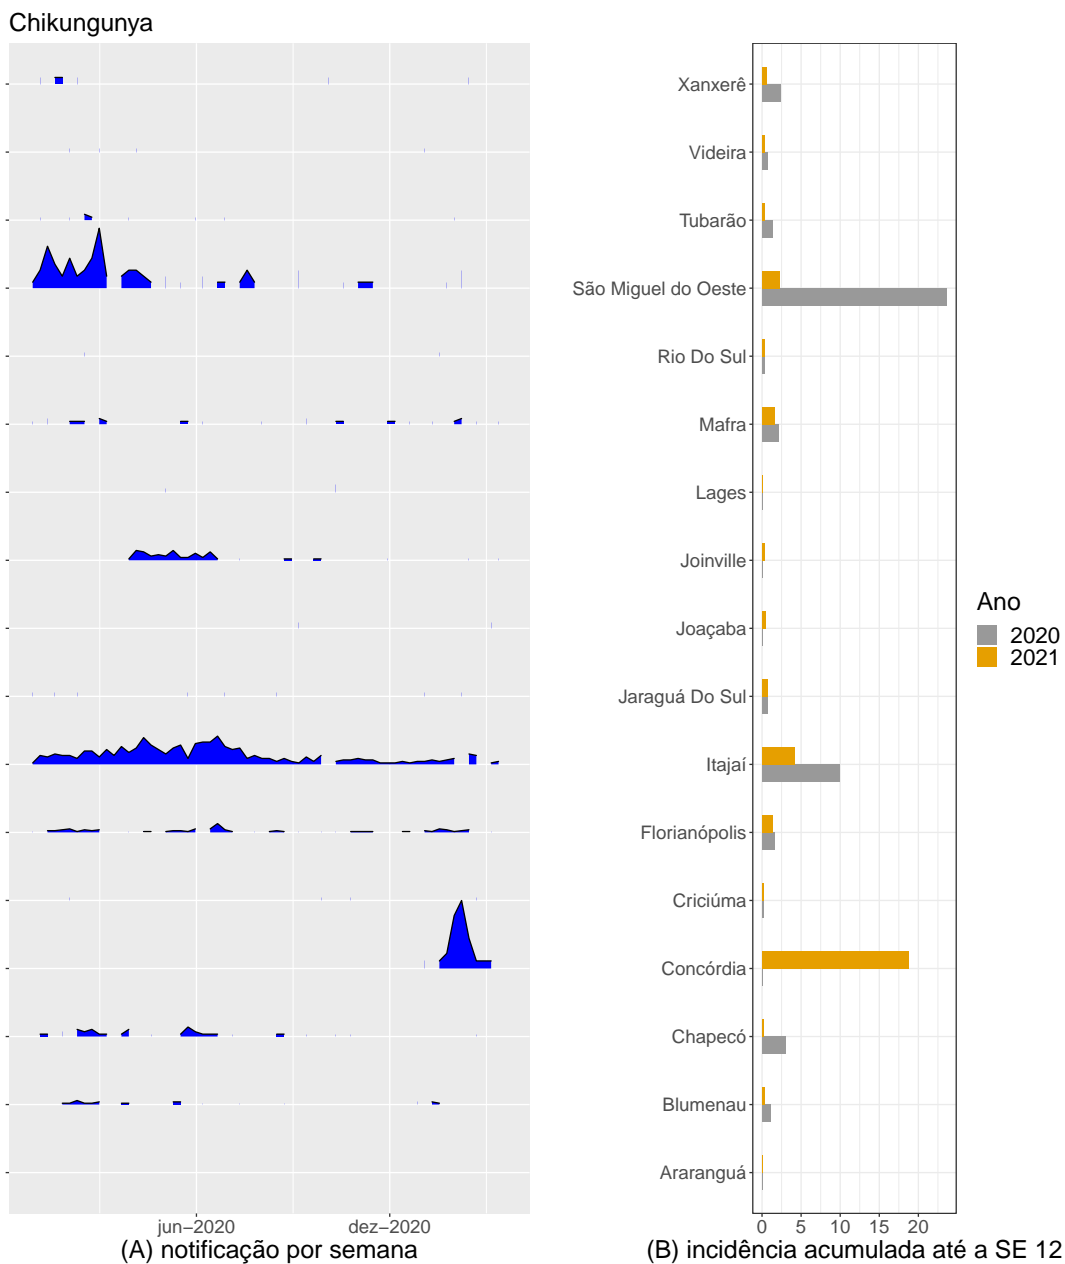 Chikungunya
Xanxerê
Videira
Tubarão
São Miguel do Oeste
Rio Do Sul
Mafra
Lages
Joinville
Joaçaba
Jaraguá Do Sul
Itajaí
Florianópolis
Criciúma
Concórdia
Chapecó
Blumenau
Araranguá
jun−2020 dez−2020
(A) notificação por semana
0 5 10 15 20
(B) incidência acumulada até a SE 12
Ano
2020
2021